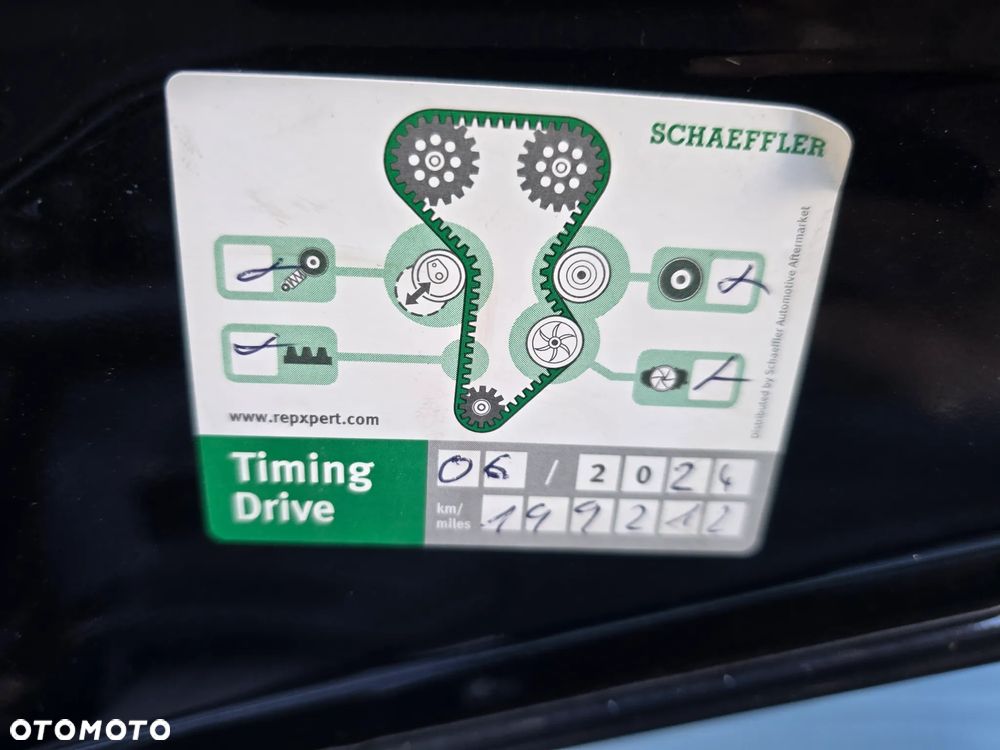 SCHAEFFLER
Distributed by Schaeffler Automotive Aftermarket
www.repxpert.com
Timing
Drive
06 / 2024
km/
miles
199212
OTOMOTO